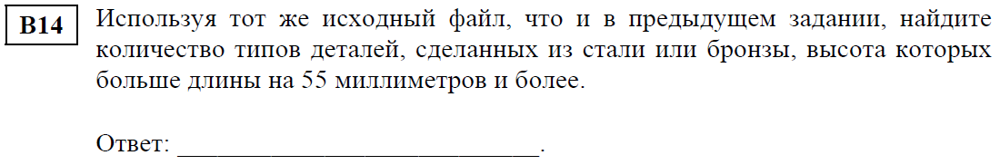 B14
Используя тот же исходный файл, что и в предыдущем задании, найдите
количество типов деталей, сделанных из стали или бронзы, высота которых
больше длины на 55 миллиметров и более.
Ответ: ____________________________.